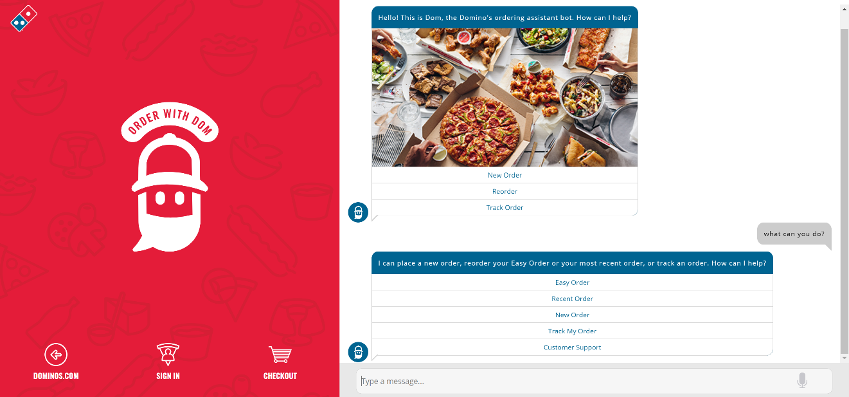 ORDER WITH DOM
DOMINOS.COM
SIGN IN
CHECKOUT
Hello! This is Dom, the Domino's ordering assistant bot. How can I help?
New Order
Reorder
Track Order
what can you do?
I can place a new order, reorder your Easy Order or your most recent order, or track an order. How can I help?
Easy Order
Recent Order
New Order
Track My Order
Customer Support
Type a message...